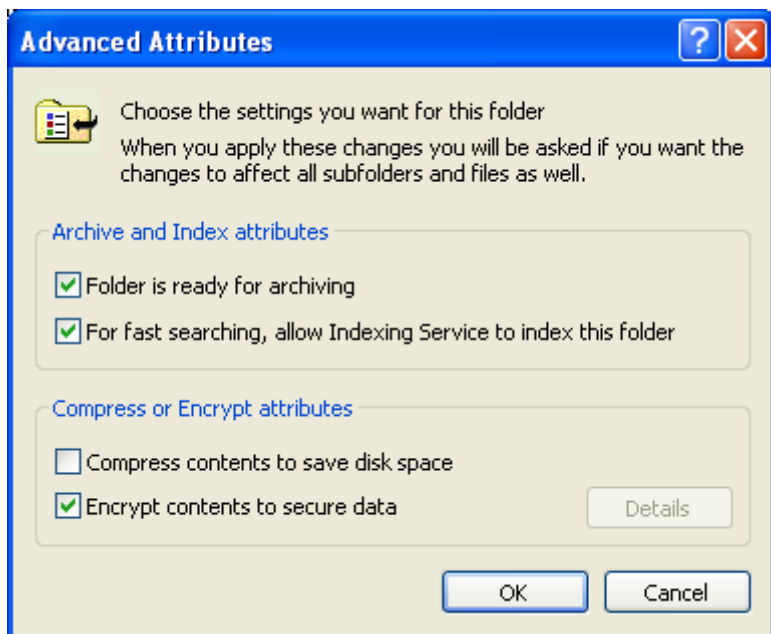 Advanced Attributes
Choose the settings you want for this folder
When you apply these changes you will be asked if you want the
changes to affect all subfolders and files as well.
Archive and Index attributes
Folder is ready for archiving
For fast searching, allow Indexing Service to index this folder
Compress or Encrypt attributes
Compress contents to save disk space
Encrypt contents to secure data
Details
OK
Cancel